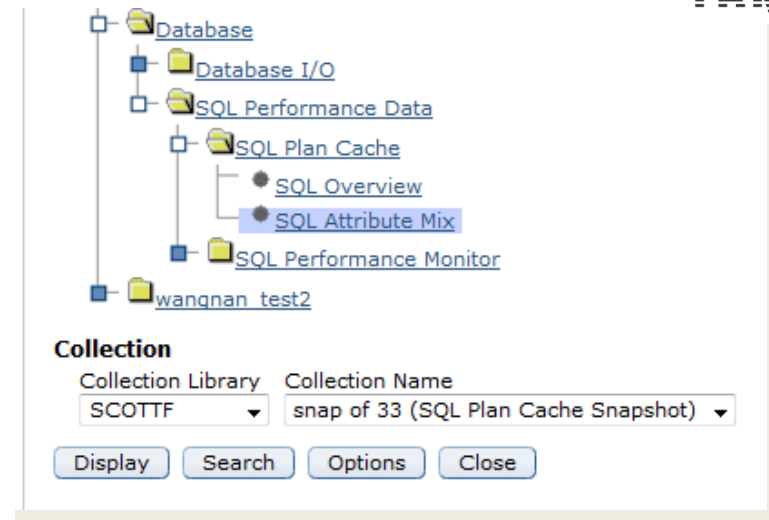 Database
Database I/O
SQL Performance Data
SQL Plan Cache
SQL Overview
SQL Attribute Mix
SQL Performance Monitor
wangnan_test2
Collection
Collection Library Collection Name
SCOTTF snap of 33 (SQL Plan Cache Snapshot)
Display Search Options Close